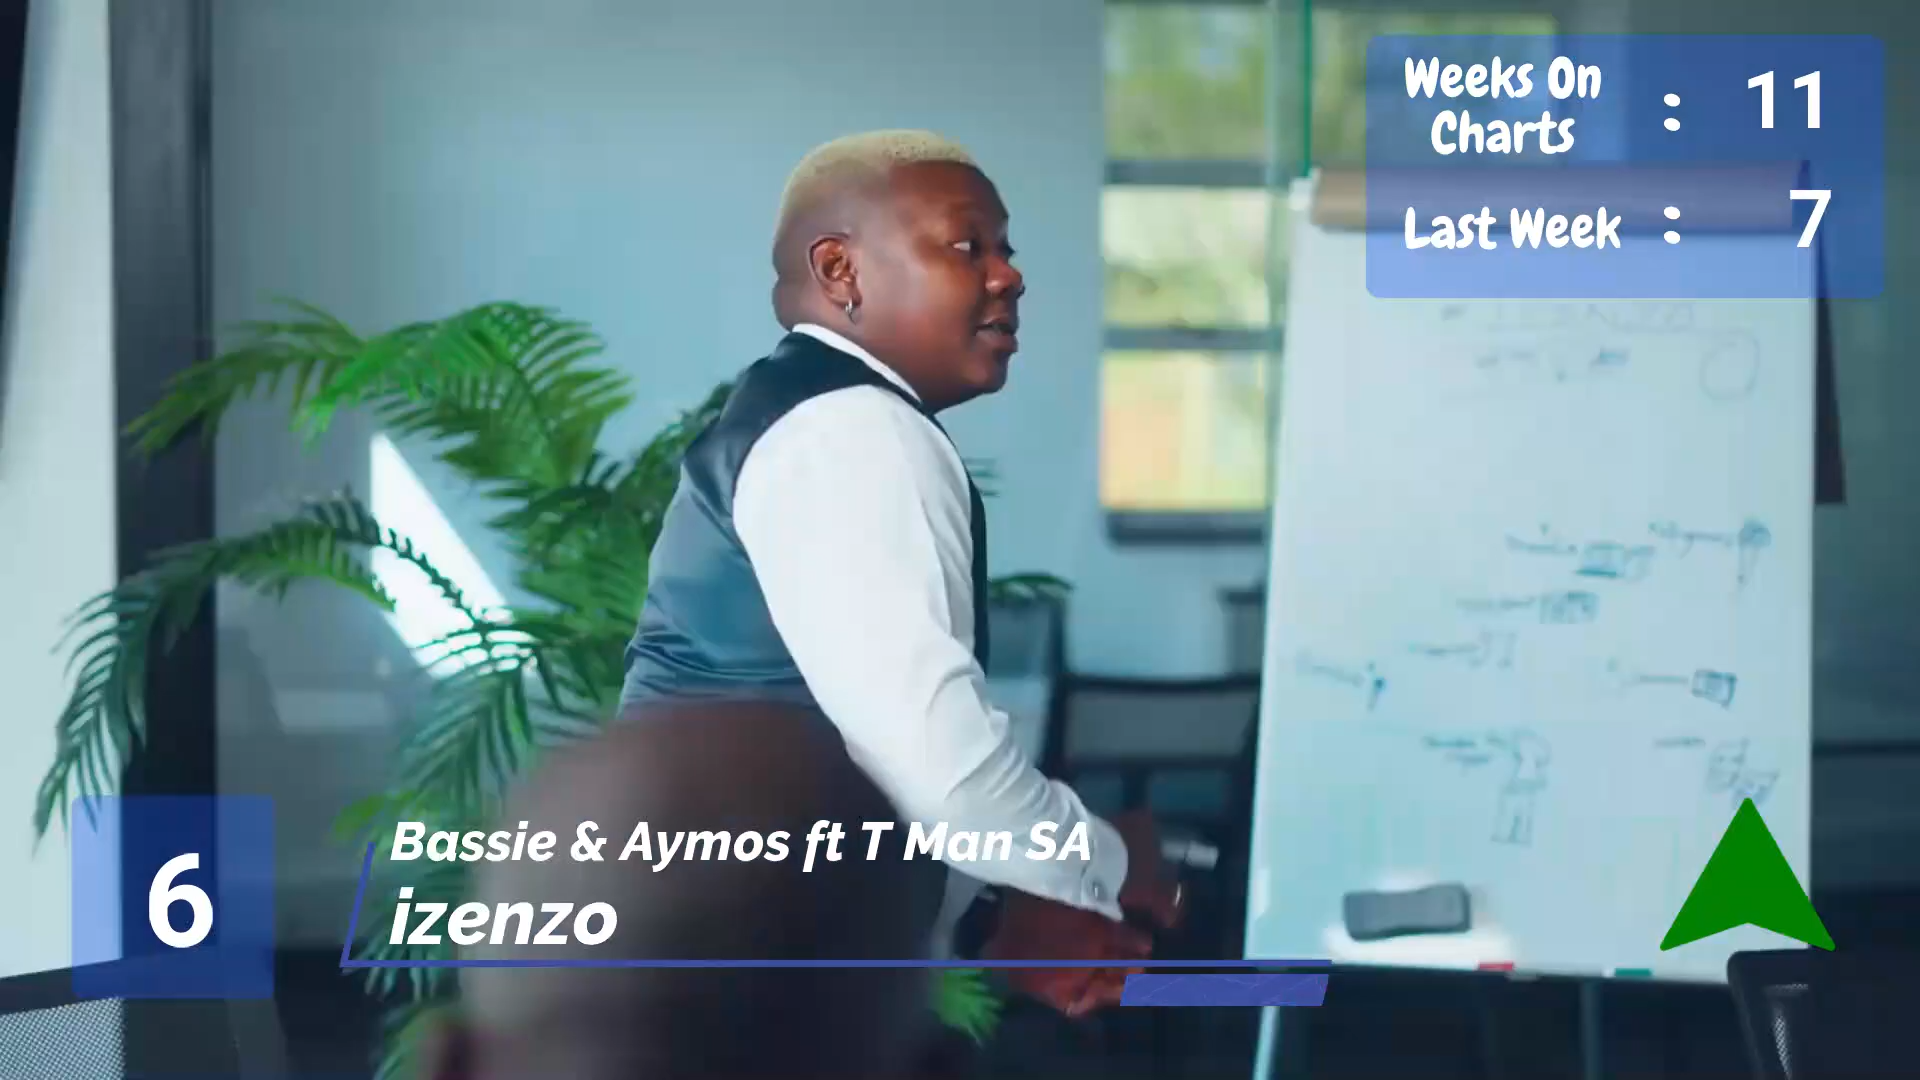 Weeks On
Charts : 11
Last Week : 7
6
Bassie & Aymos ft T Man SA
izenzo